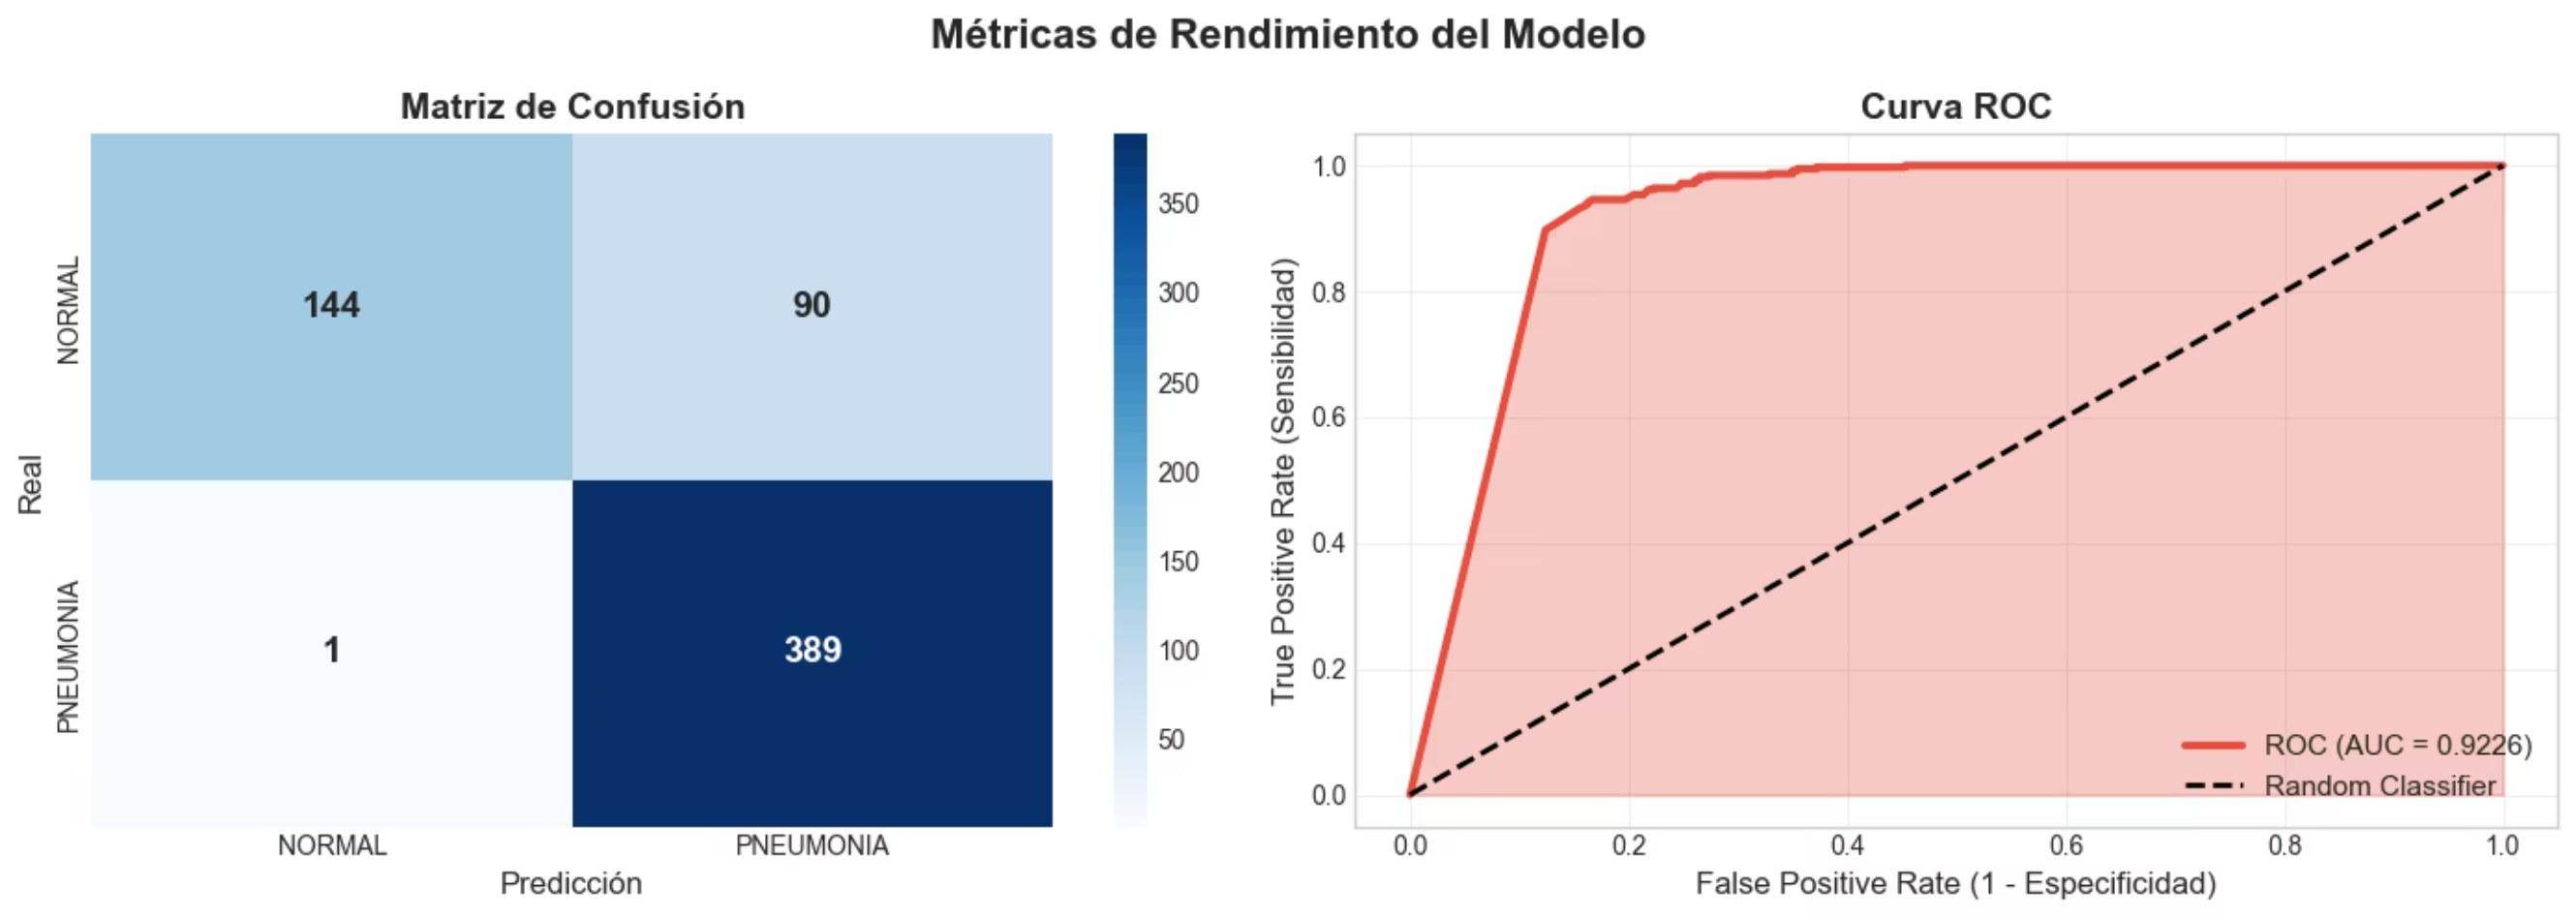 Métricas de Rendimiento del Modelo
Matriz de Confusión
NORMAL
PNEUMONIA
Real
144
90
1
389
NORMAL
PNEUMONIA
Predicción
350
300
250
200
150
100
50
Curva ROC
True Positive Rate (Sensibilidad)
1.0
0.8
0.6
0.4
0.2
0.0
ROC (AUC = 0.9226)
Random Classifier
0.0
0.2
0.4
0.6
0.8
1.0
False Positive Rate (1 - Especificidad)